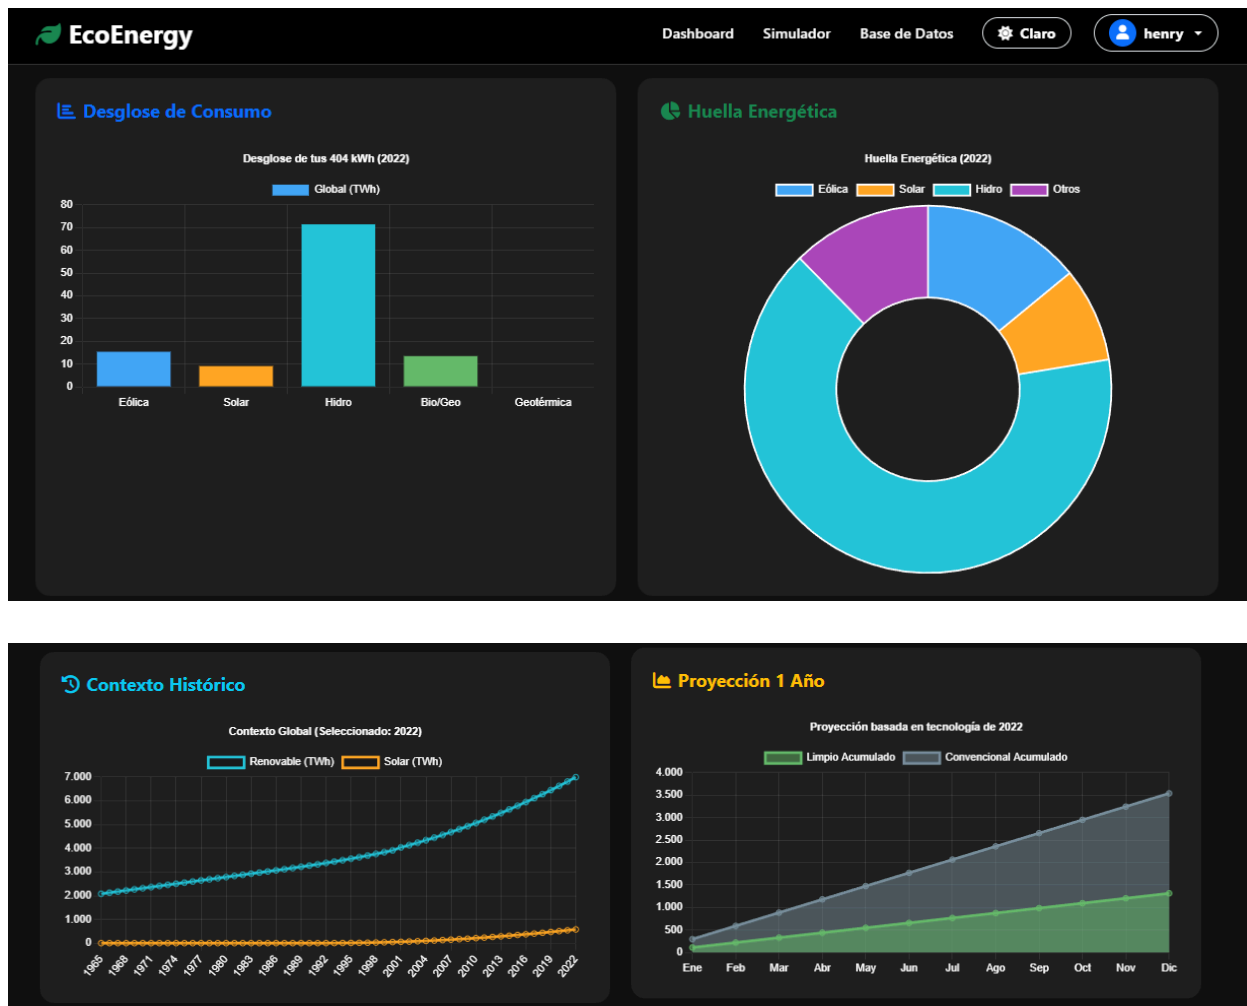 EcoEnergy
Dashboard Simulador Base de Datos Claro henry
Desglose de Consumo
Desglose de tus 404 kWh (2022)
Global (TWh)
80
70
60
50
40
30
20
10
0
Eólica Solar Hidro Bio/Geo Geotérmica
Huella Energética
Huella Energética (2022)
Eólica Solar Hidro Otros
Contexto Histórico
Contexto Global (Seleccionado: 2022)
Renovable (TWh) Solar (TWh)
7.000
6.000
5.000
4.000
3.000
2.000
1.000
0
1965 1968 1971 1974 1977 1980 1983 1986 1989 1992 1995 1998 2001 2004 2007 2010 2013 2016 2019 2022
Proyección 1 Año
Proyección basada en tecnología de 2022
Limpio Acumulado Convencional Acumulado
4.000
3.500
3.000
2.500
2.000
1.500
1.000
500
0
Ene Feb Mar Abr May Jun Jul Ago Sep Oct Nov Dic